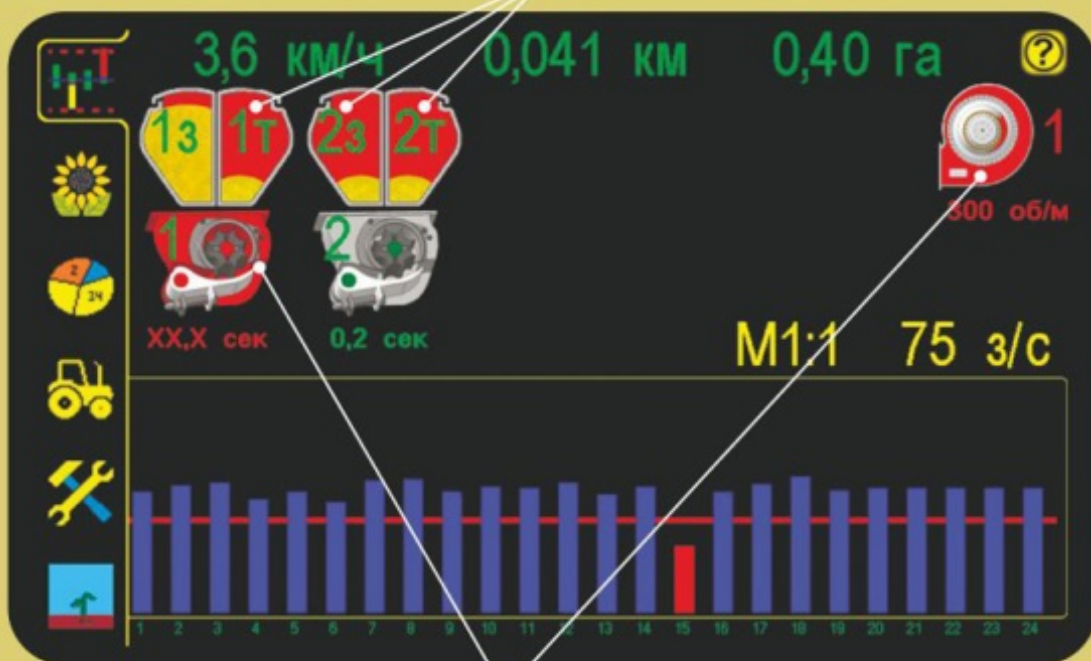 3,6 км/ч 0,041 км 0,40 га ?
1з 1т 2з 2т
1
1 2
300 об/м
XX,X сек 0,2 сек
M1:1 75 з/с
2
24
1 2 3 4 5 6 7 8 9 10 11 12 13 14 15 16 17 18 19 20 21 22 23 24